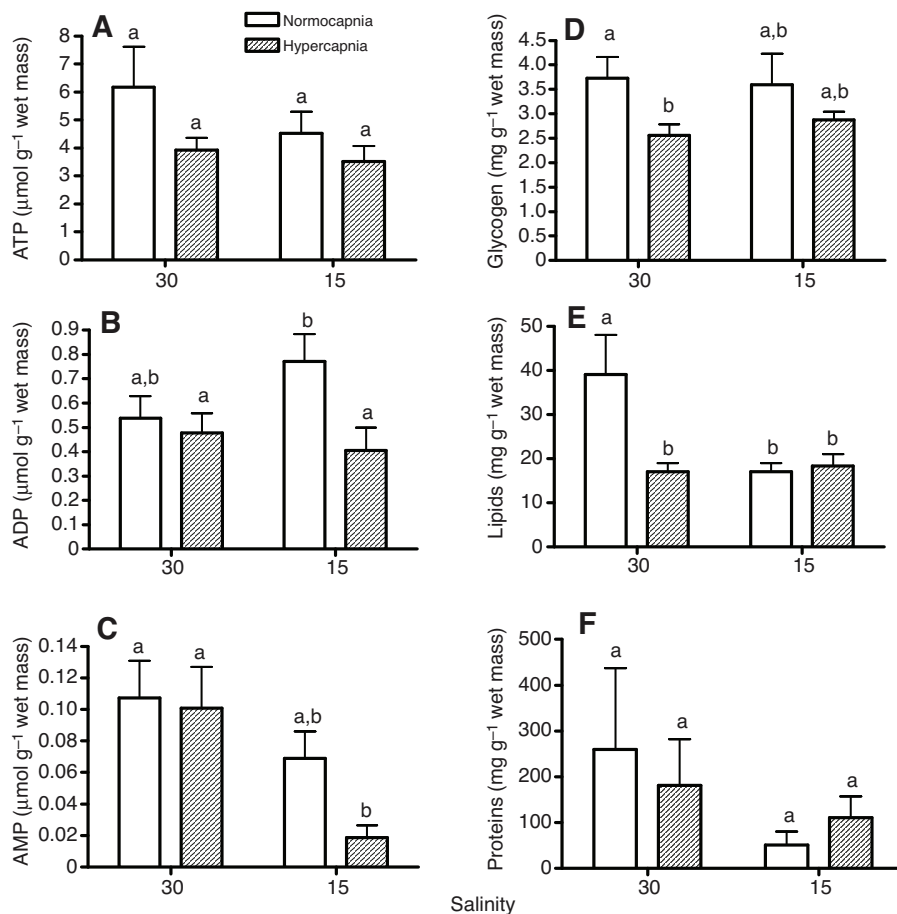 A
Normocapnia
Hypercapnia
ATP (μmol g⁻¹ wet mass)
8
7
6
5
4
3
2
1
0
a
a
a
a
30
15
D
Glycogen (mg g⁻¹ wet mass)
4.5
4.0
3.5
3.0
2.5
2.0
1.5
1.0
0.5
0
a
b
a,b
a,b
30
15
B
ADP (μmol g⁻¹ wet mass)
0.9
0.8
0.7
0.6
0.5
0.4
0.3
0.2
0.1
0
a,b
a
b
a
30
15
E
Lipids (mg g⁻¹ wet mass)
50
40
30
20
10
0
a
b
b
b
30
15
C
AMP (μmol g⁻¹ wet mass)
0.14
0.12
0.10
0.08
0.06
0.04
0.02
0
a
a
a,b
b
30
15
F
Proteins (mg g⁻¹ wet mass)
500
400
300
200
100
0
a
a
a
a
30
15
Salinity